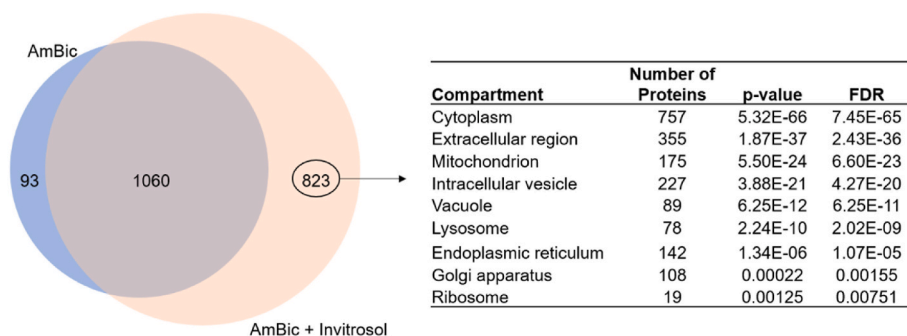 AmBic
93
1060
823
AmBic + Invitrosol
Number of
Compartment Proteins p-value FDR
Cytoplasm 757 5.32E-66 7.45E-65
Extracellular region 355 1.87E-37 2.43E-36
Mitochondrion 175 5.50E-24 6.60E-23
Intracellular vesicle 227 3.88E-21 4.27E-20
Vacuole 89 6.25E-12 6.25E-11
Lysosome 78 2.24E-10 2.02E-09
Endoplasmic reticulum 142 1.34E-06 1.07E-05
Golgi apparatus 108 0.00022 0.00155
Ribosome 19 0.00125 0.00751